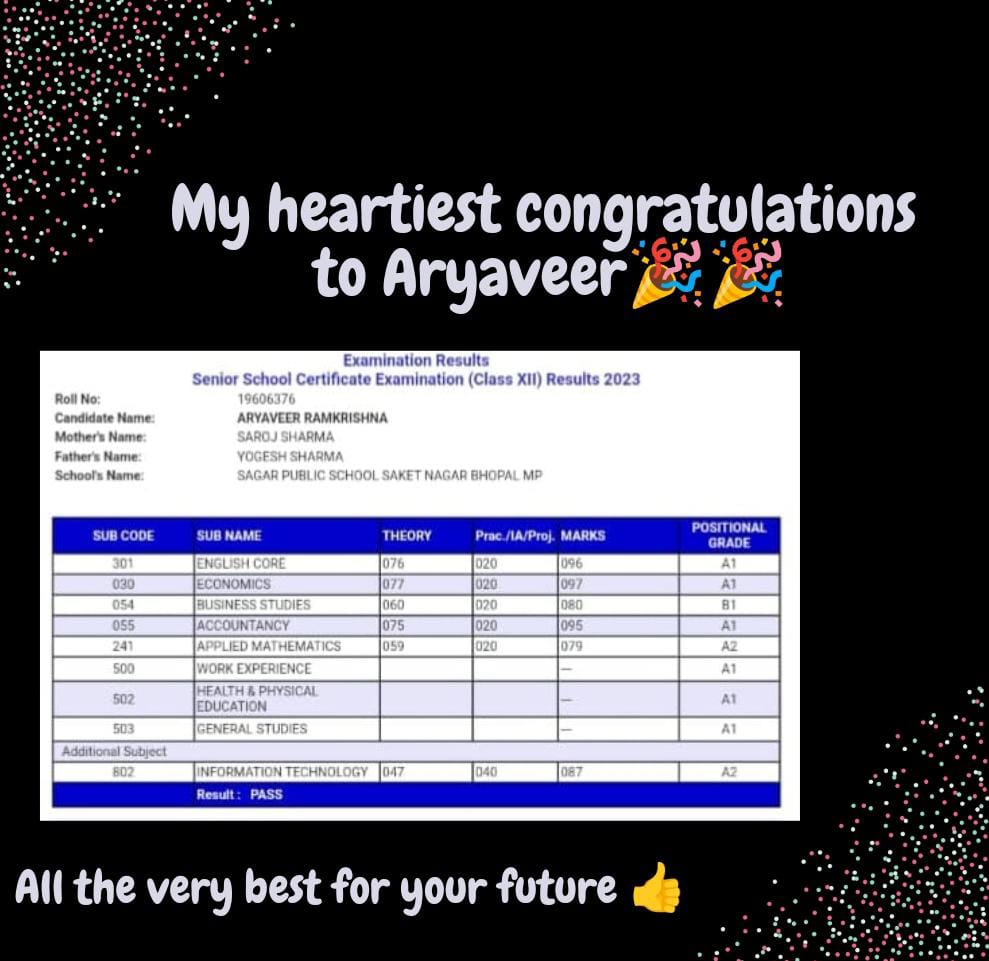 My heartiest congratulations
to Aryaveer🎉🎉
Examination Results
Senior School Certificate Examination (Class XII) Results 2023
Roll No: 19606376
Candidate Name: ARYAVEER RAMKRISHNA
Mother's Name: SAROJ SHARMA
Father's Name: YOGESH SHARMA
School's Name: SAGAR PUBLIC SCHOOL SAKET NAGAR BHOPAL MP
SUB CODE SUB NAME THEORY Prac./IA/Proj. MARKS POSITIONAL GRADE
301 ENGLISH CORE 076 020 096 A1
030 ECONOMICS 077 020 097 A1
054 BUSINESS STUDIES 060 020 080 B1
055 ACCOUNTANCY 075 020 095 A1
241 APPLIED MATHEMATICS 059 020 079 A2
500 WORK EXPERIENCE — A1
502 HEALTH & PHYSICAL EDUCATION — A1
503 GENERAL STUDIES — A1
Additional Subject
802 INFORMATION TECHNOLOGY 047 040 087 A2
Result : PASS
All the very best for your future 👍